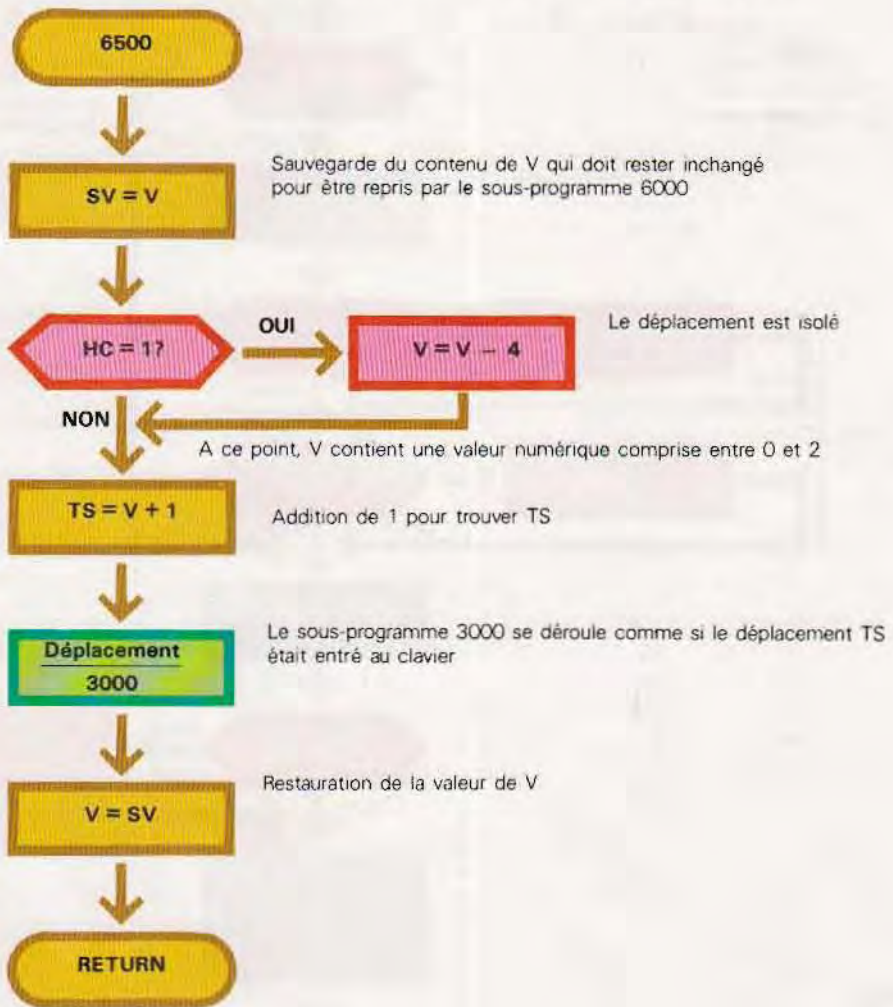 6500
Sauvegarde du contenu de V qui doit rester inchangé
pour être repris par le sous-programme 6000
SV = V
HC = 1?
OUI
V = V – 4
Le déplacement est isolé
NON
A ce point, V contient une valeur numérique comprise entre 0 et 2
TS = V + 1
Addition de 1 pour trouver TS
Déplacement
3000
Le sous-programme 3000 se déroule comme si le déplacement TS
était entré au clavier
Restauration de la valeur de V
V = SV
RETURN